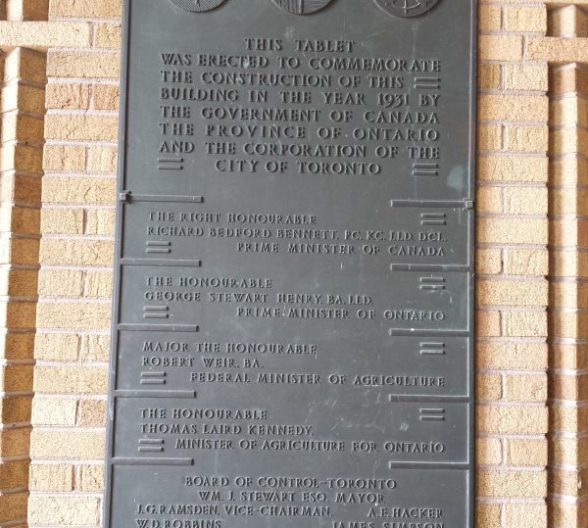 THIS TABLET
WAS ERECTED TO COMMEMORATE
THE CONSTRUCTION OF THIS
BUILDING IN THE YEAR 1931 BY
THE GOVERNMENT OF CANADA
THE PROVINCE OF ONTARIO
AND THE CORPORATION OF THE
CITY OF TORONTO
THE RIGHT HONOURABLE
RICHARD BEDFORD BENNETT, P.C. K.C. LL.D. D.C.L.
PRIME MINISTER OF CANADA
THE HONOURABLE
GEORGE STEWART HENRY B.A. LL.D.
PRIME MINISTER OF ONTARIO
MAJOR THE HONOURABLE
ROBERT WEIR, B.A.
FEDERAL MINISTER OF AGRICULTURE
THE HONOURABLE
THOMAS LAIRD KENNEDY,
MINISTER OF AGRICULTURE FOR ONTARIO
BOARD OF CONTROL-TORONTO
WM. J. STEWART ESQ. MAYOR
J.G. RAMSDEN, VICE-CHAIRMAN, A.E. HACKER
W.D. ROBBINS JAMES SIMPSON